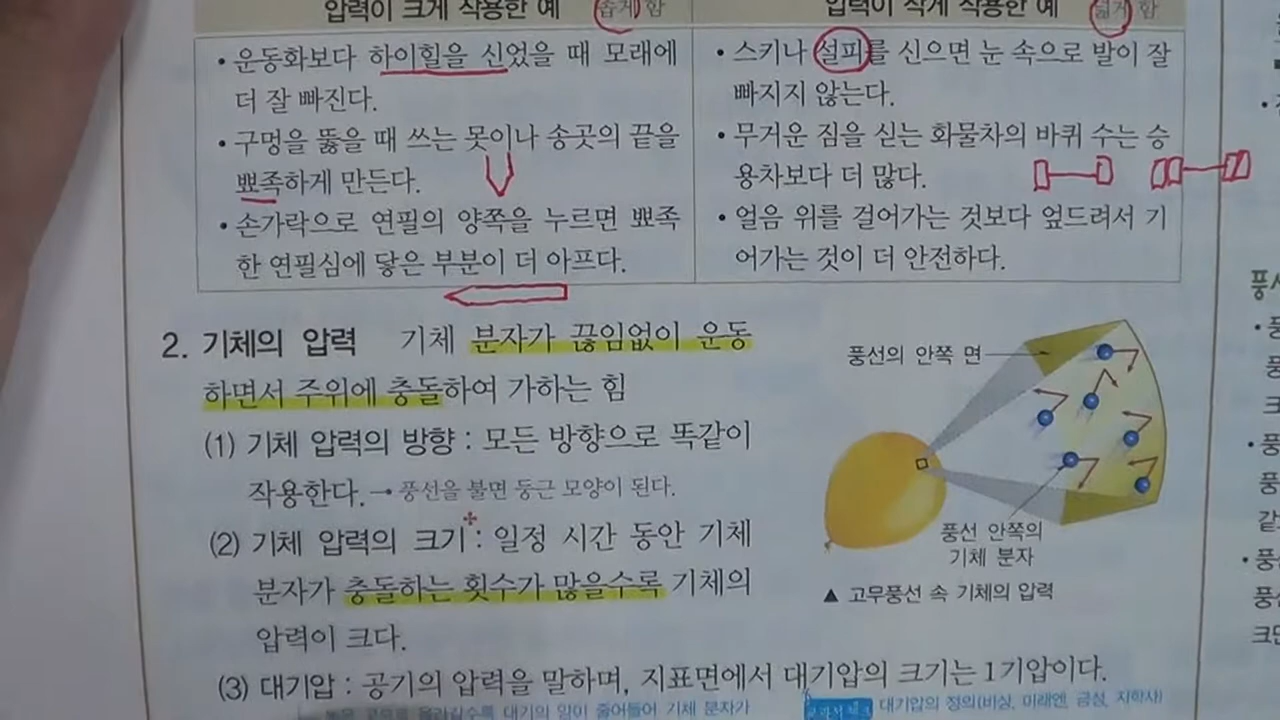 압력이 크게 작용한 예 좁게 함
압력이 작게 작용한 예 넓게 함
• 운동화보다 하이힐을 신었을 때 모래에
더 잘 빠진다.
• 구멍을 뚫을 때 쓰는 못이나 송곳의 끝을
뾰족하게 만든다.
• 손가락으로 연필의 양쪽을 누르면 뾰족
한 연필심에 닿은 부분이 더 아프다.
• 스키나 설피를 신으면 눈 속으로 발이 잘
빠지지 않는다.
• 무거운 짐을 싣는 화물차의 바퀴 수는 승
용차보다 더 많다.
• 얼음 위를 걸어가는 것보다 엎드려서 기
어가는 것이 더 안전하다.
2. 기체의 압력 기체 분자가 끊임없이 운동
하면서 주위에 충돌하여 가하는 힘
(1) 기체 압력의 방향 : 모든 방향으로 똑같이
작용한다. → 풍선을 불면 둥근 모양이 된다.
(2) 기체 압력의 크기 : 일정 시간 동안 기체
분자가 충돌하는 횟수가 많을수록 기체의
압력이 크다.
(3) 대기압 : 공기의 압력을 말하며, 지표면에서 대기압의 크기는 1기압이다.
풍선의 안쪽 면
풍선 안쪽의
기체 분자
▲ 고무풍선 속 기체의 압력
대기압의 정의(비상, 미래엔, 금성, 지학사)